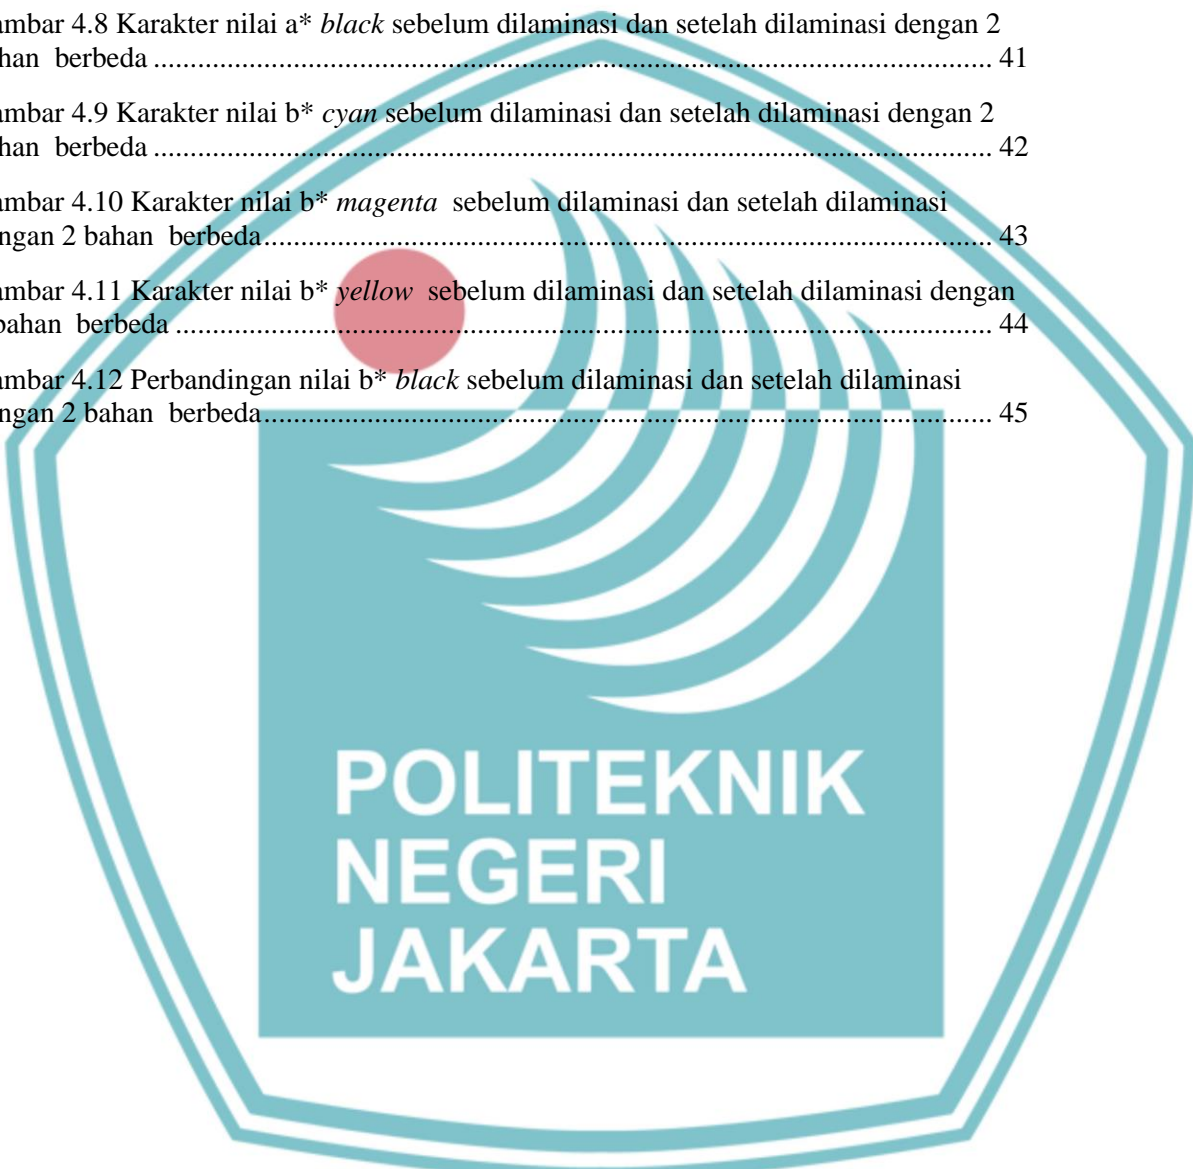 ambar 4.8 Karakter nilai a* black sebelum dilaminasi dan setelah dilaminasi dengan 2
han berbeda .................................................................................................................. 41
ambar 4.9 Karakter nilai b* cyan sebelum dilaminasi dan setelah dilaminasi dengan 2
han berbeda .................................................................................................................. 42
ambar 4.10 Karakter nilai b* magenta sebelum dilaminasi dan setelah dilaminasi
ngan 2 bahan berbeda................................................................................................... 43
ambar 4.11 Karakter nilai b* yellow sebelum dilaminasi dan setelah dilaminasi dengan
bahan berbeda ............................................................................................................... 44
ambar 4.12 Perbandingan nilai b* black sebelum dilaminasi dan setelah dilaminasi
ngan 2 bahan berbeda................................................................................................... 45
POLITEKNIK
NEGERI
JAKARTA